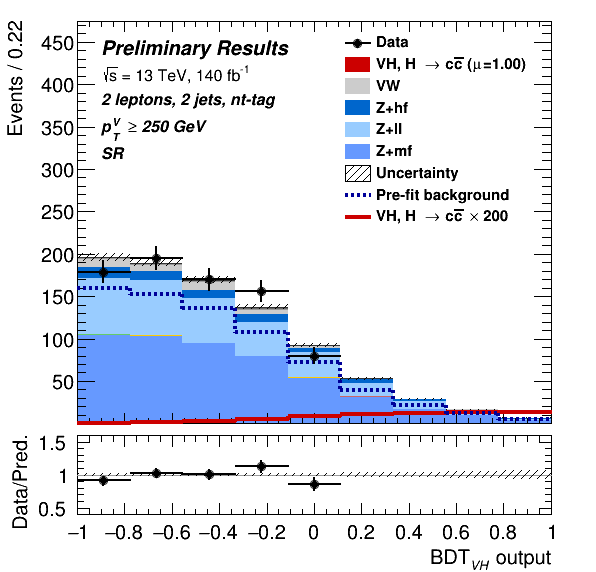 Events / 0.22
450
400
350
300
250
200
150
100
50
Preliminary Results
√s = 13 TeV, 140 fb⁻¹
2 leptons, 2 jets, nt-tag
p_T^V ≥ 250 GeV
SR
Data
VH, H → cc̅ (μ=1.00)
VW
Z+hf
Z+ll
Z+mf
Uncertainty
Pre-fit background
VH, H → cc̅ × 200
Data/Pred.
1.5
1
0.5
−1 −0.8 −0.6 −0.4 −0.2 0 0.2 0.4 0.6 0.8 1
BDT_VH output